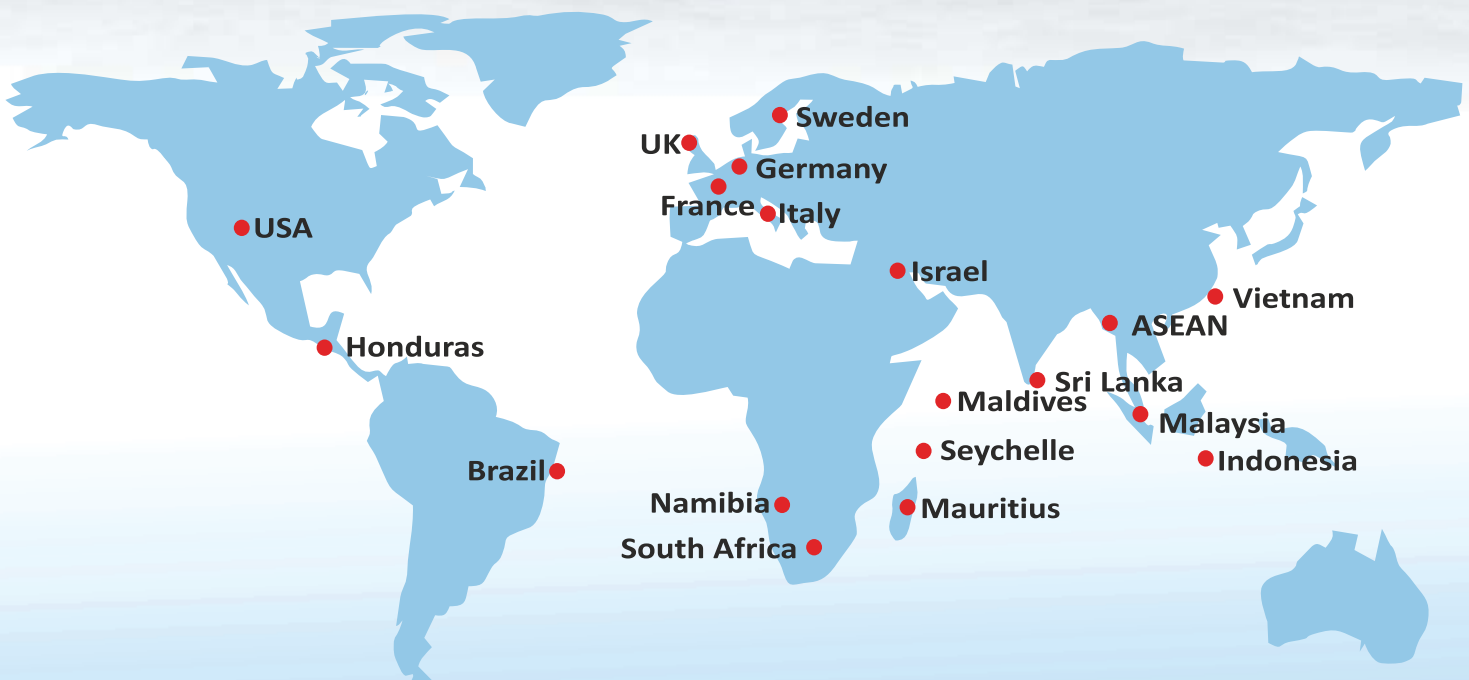 Sweden
UK
Germany
France
Italy
USA
Israel
Vietnam
ASEAN
Honduras
Sri Lanka
Maldives
Malaysia
Seychelle
Indonesia
Brazil
Namibia
Mauritius
South Africa